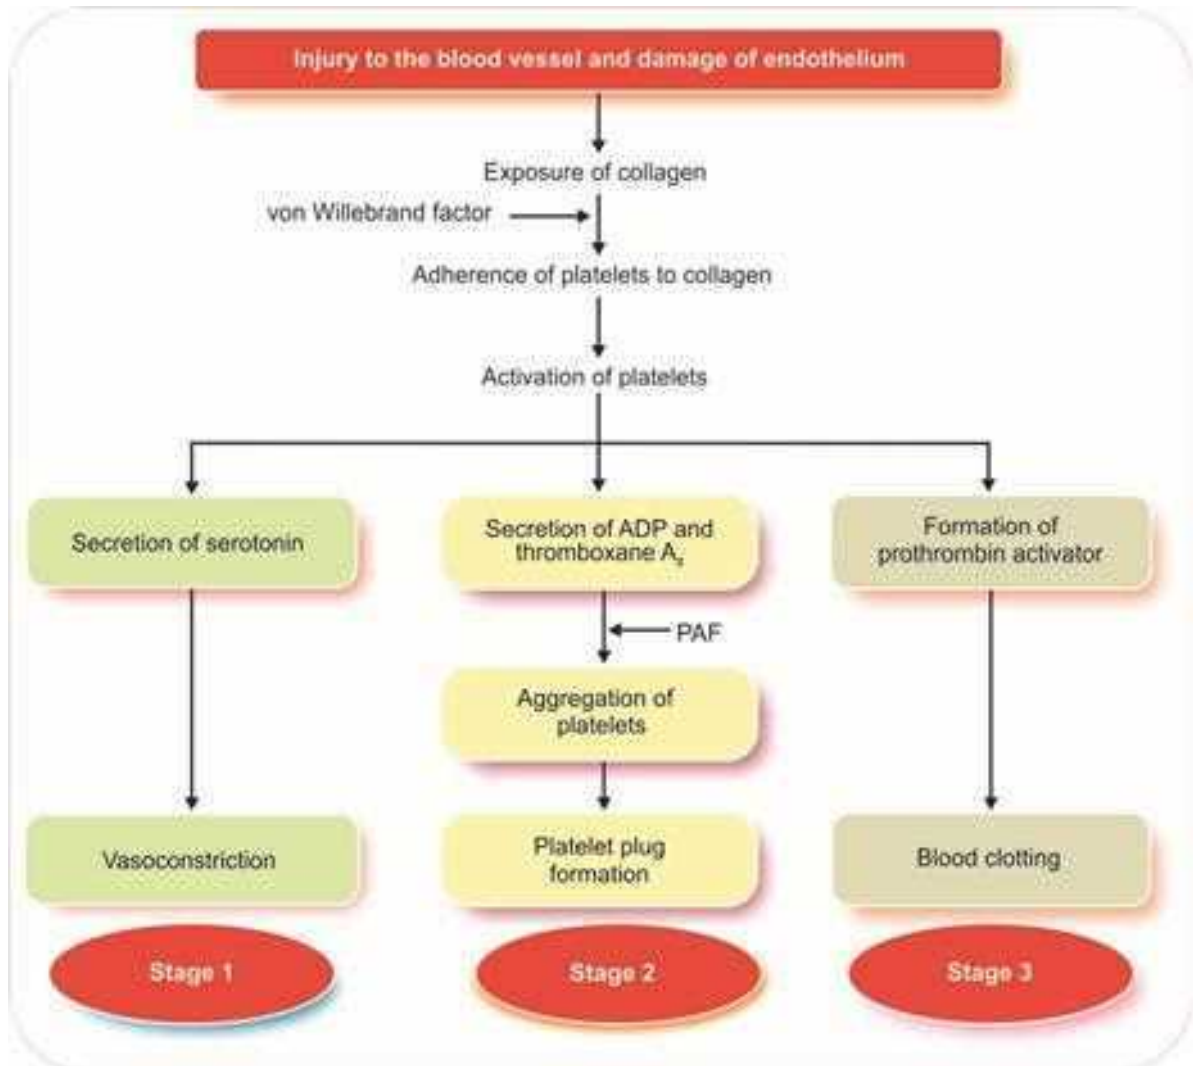 Injury to the blood vessel and damage of endothelium
Exposure of collagen
von Willebrand factor
Adherence of platelets to collagen
Activation of platelets
Secretion of serotonin
Secretion of ADP and
thromboxane A
Formation of
prothrombin activator
PAF
Aggregation of
platelets
Vasoconstriction
Platelet plug
formation
Blood clotting
Stage 1
Stage 2
Stage 3